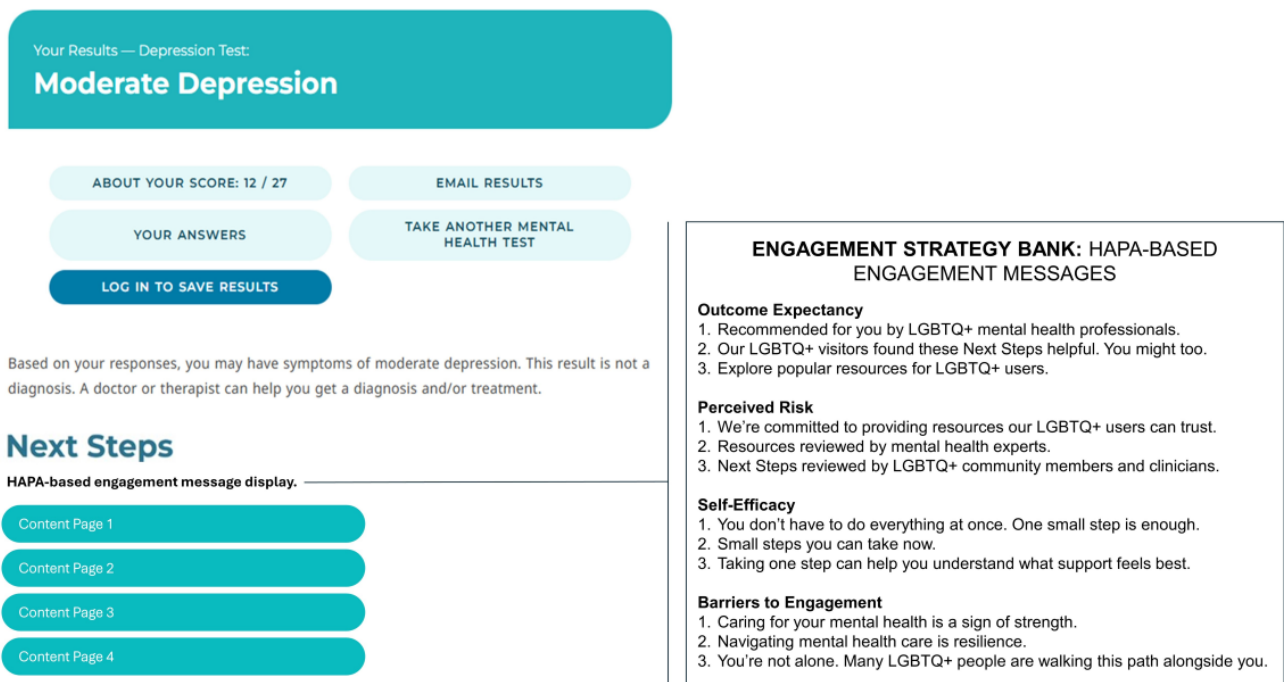 Your Results — Depression Test:
Moderate Depression
ABOUT YOUR SCORE: 12 / 27
EMAIL RESULTS
YOUR ANSWERS
TAKE ANOTHER MENTAL
HEALTH TEST
LOG IN TO SAVE RESULTS
Based on your responses, you may have symptoms of moderate depression. This result is not a
diagnosis. A doctor or therapist can help you get a diagnosis and/or treatment.
Next Steps
HAPA-based engagement message display.
Content Page 1
Content Page 2
Content Page 3
Content Page 4
ENGAGEMENT STRATEGY BANK: HAPA-BASED
ENGAGEMENT MESSAGES
Outcome Expectancy
1. Recommended for you by LGBTQ+ mental health professionals.
2. Our LGBTQ+ visitors found these Next Steps helpful. You might too.
3. Explore popular resources for LGBTQ+ users.
Perceived Risk
1. We’re committed to providing resources our LGBTQ+ users can trust.
2. Resources reviewed by mental health experts.
3. Next Steps reviewed by LGBTQ+ community members and clinicians.
Self-Efficacy
1. You don’t have to do everything at once. One small step is enough.
2. Small steps you can take now.
3. Taking one step can help you understand what support feels best.
Barriers to Engagement
1. Caring for your mental health is a sign of strength.
2. Navigating mental health care is resilience.
3. You’re not alone. Many LGBTQ+ people are walking this path alongside you.